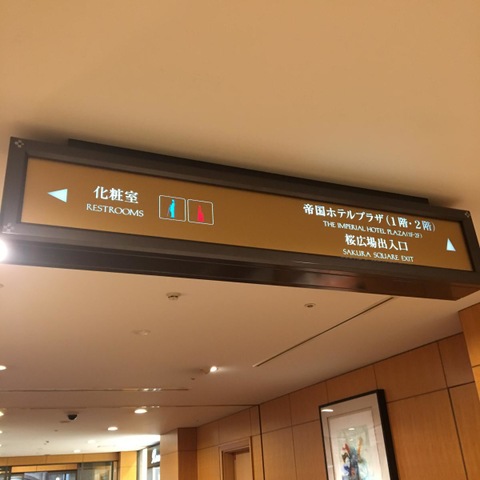 化粧室
RESTROOMS
帝国ホテルプラザ(1階・2階)
THE IMPERIAL HOTEL PLAZA(1F·2F)
桜広場出入口
SAKURA SQUARE EXIT